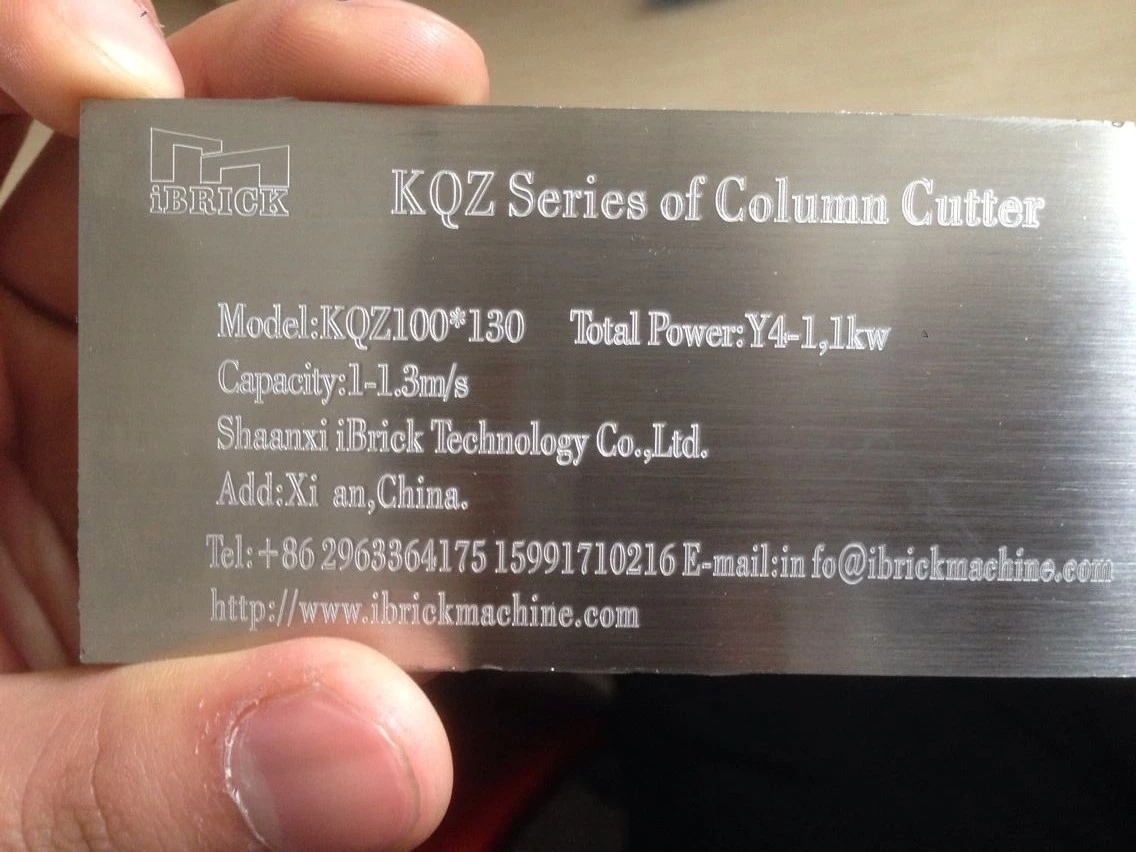 iBRICK
KQZ Series of Column Cutter
Model:KQZ100*130 Total Power:Y4-1,1kw
Capacity:1-1.3m/s
Shaanxi iBrick Technology Co.,Ltd.
Add:Xi an,China.
Tel:+86 2963364175 15991710216 E-mail:in fo@ibrickmachine.com
http://www.ibrickmachine.com